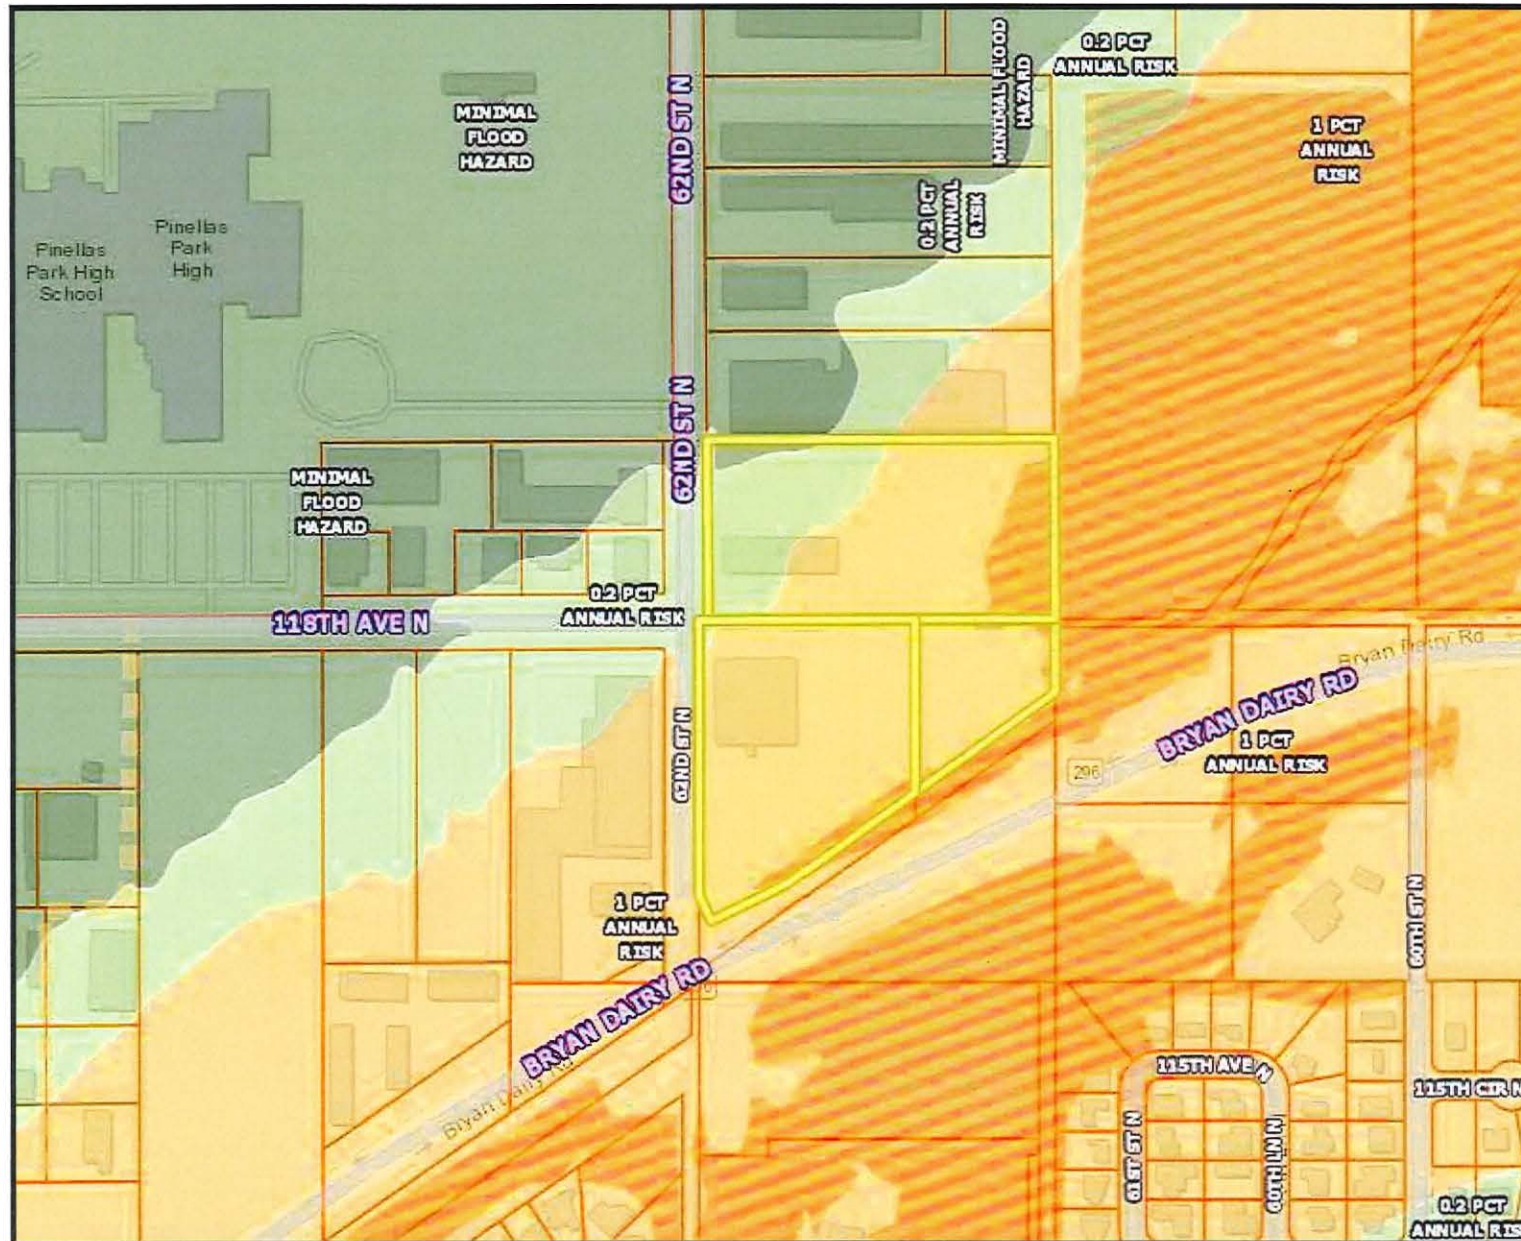 0.2 PCT
ANNUAL RISK
MINIMAL FLOOD
HAZARD
MINIMAL
FLOOD
HAZARD
62ND ST N
1 PCT
ANNUAL
RISK
0.2 PCT
ANNUAL
RISK
Pinellas
Park
High
Pinellas
Park High
School
62ND ST N
MINIMAL
FLOOD
HAZARD
0.2 PCT
ANNUAL RISK
118TH AVE N
Bryan Dairy Rd
BRYAN DAIRY RD
62ND ST N
1 PCT
ANNUAL RISK
296
1 PCT
ANNUAL
RISK
60TH ST N
BRYAN DAIRY RD
Bryan Dairy Rd
115TH AVE N
115TH CIR N
61ST ST N
60TH LN N
0.2 PCT
ANNUAL RISK